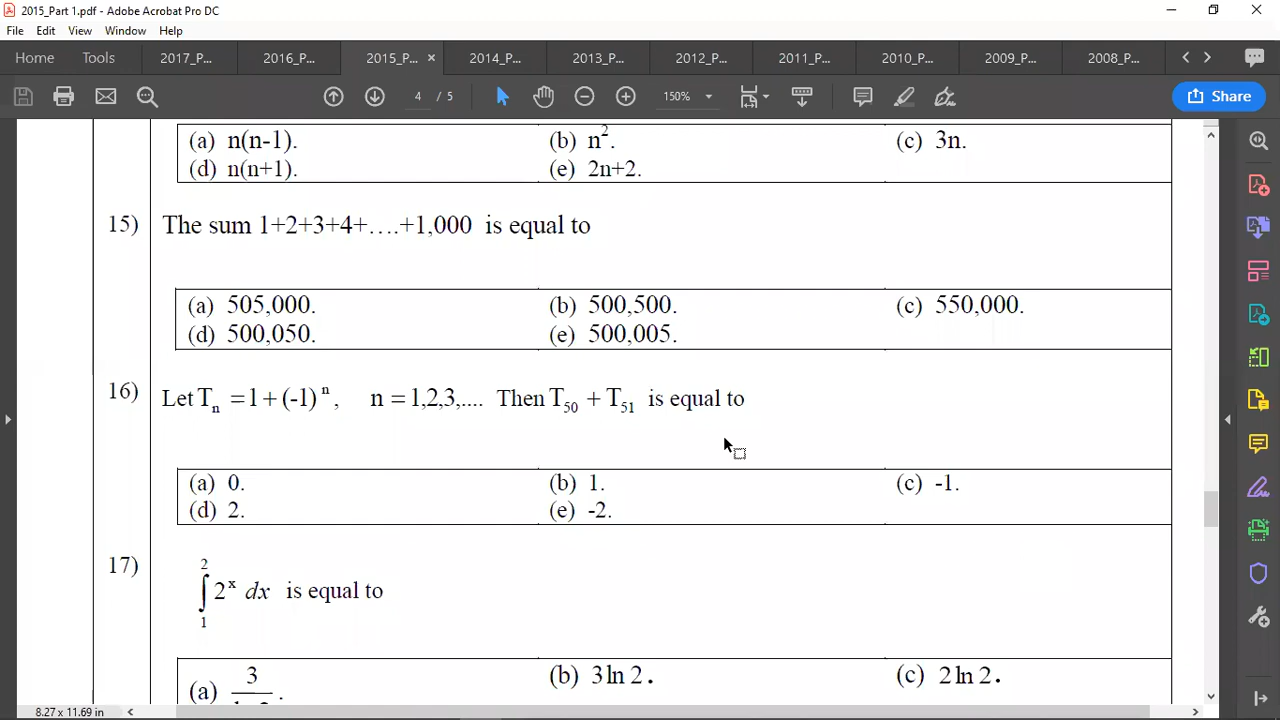 2015_Part 1.pdf - Adobe Acrobat Pro DC
File Edit View Window Help
Home Tools 2017_P... 2016_P... 2015_P... × 2014_P... 2013_P... 2012_P... 2011_P... 2010_P... 2009_P... 2008_P...
4 / 5 150% Share
(a) n(n-1). (b) n². (c) 3n.
(d) n(n+1). (e) 2n+2.
15) The sum 1+2+3+4+….+1,000 is equal to
(a) 505,000. (b) 500,500. (c) 550,000.
(d) 500,050. (e) 500,005.
16) Let Tₙ = 1 + (-1)ⁿ, n = 1,2,3,.... Then T₅₀ + T₅₁ is equal to
(a) 0. (b) 1. (c) -1.
(d) 2. (e) -2.
17) ∫₁² 2ˣ dx is equal to
(a) 3 . (b) 3 ln 2. (c) 2 ln 2.
8.27 x 11.69 in